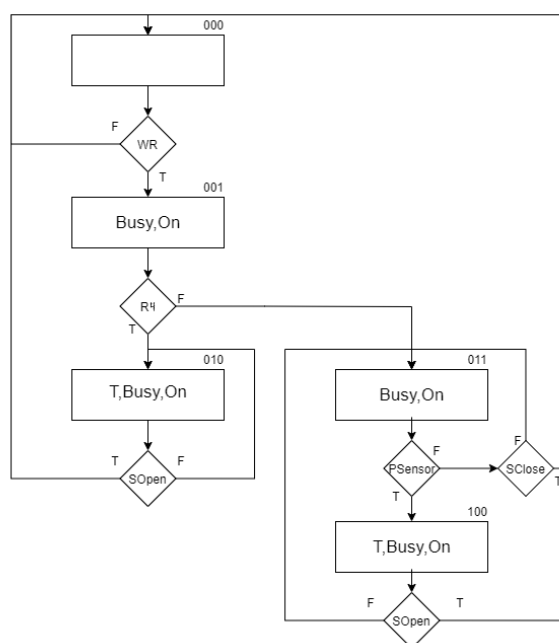 000
F
WR
T
001
Busy,On
R4
F
T
010
T,Busy,On
T
SOpen
F
011
Busy,On
F
PSensor
F
SClose
T
T
100
T,Busy,On
F
SOpen
T